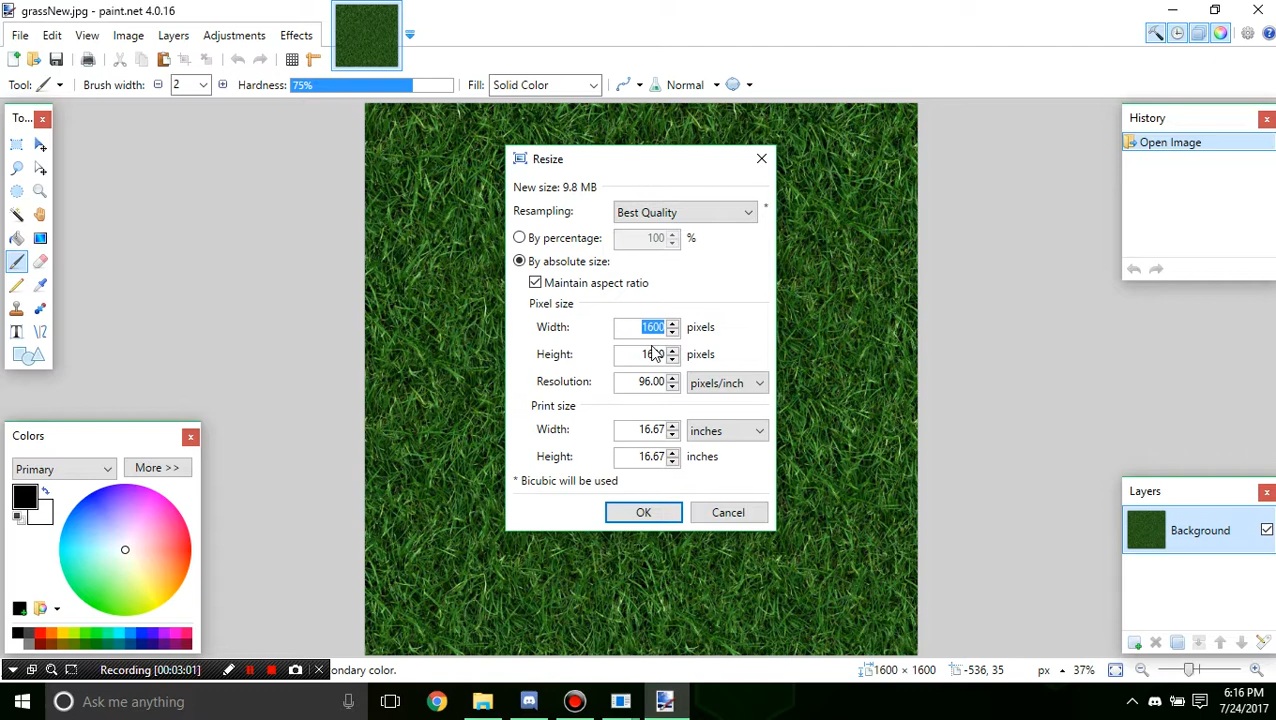 grassNew.jpg - paint.net 4.0.16
File Edit View Image Layers Adjustments Effects
Tool: Brush width: 2 Hardness: 75% Fill: Solid Color Normal
To...
History
Open Image
Resize
New size: 9.8 MB
Resampling: Best Quality *
By percentage: 100 %
By absolute size:
Maintain aspect ratio
Pixel size
Width: 1600 pixels
Height: pixels
Resolution: 96.00 pixels/inch
Print size
Width: 16.67 inches
Height: 16.67 inches
* Bicubic will be used
OK Cancel
Colors
Primary More >>
Layers
Background
Recording [00:03:01] ondary color. 1600 × 1600 -536, 35 px 37%
Ask me anything
6:16 PM
7/24/2017